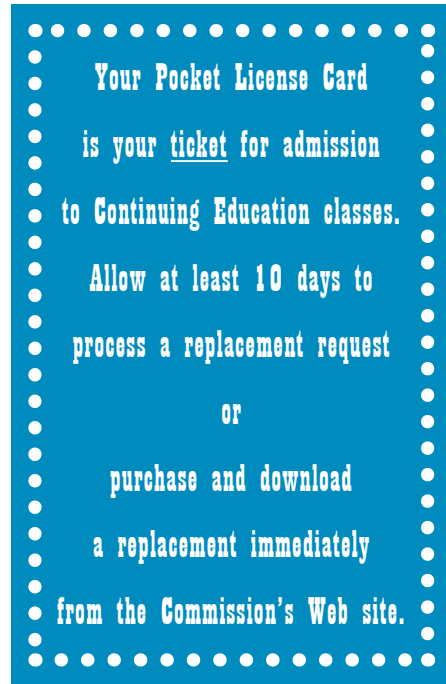 Your Pocket License Card
is your ticket for admission
to Continuing Education classes.
Allow at least 10 days to
process a replacement request
or
purchase and download
a replacement immediately
from the Commission's Web site.